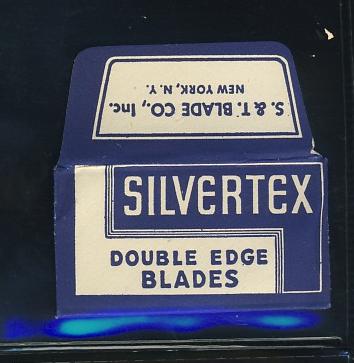 S. & T. BLADE CO., Inc.
NEW YORK, N. Y.
SILVERTEX
DOUBLE EDGE
BLADES